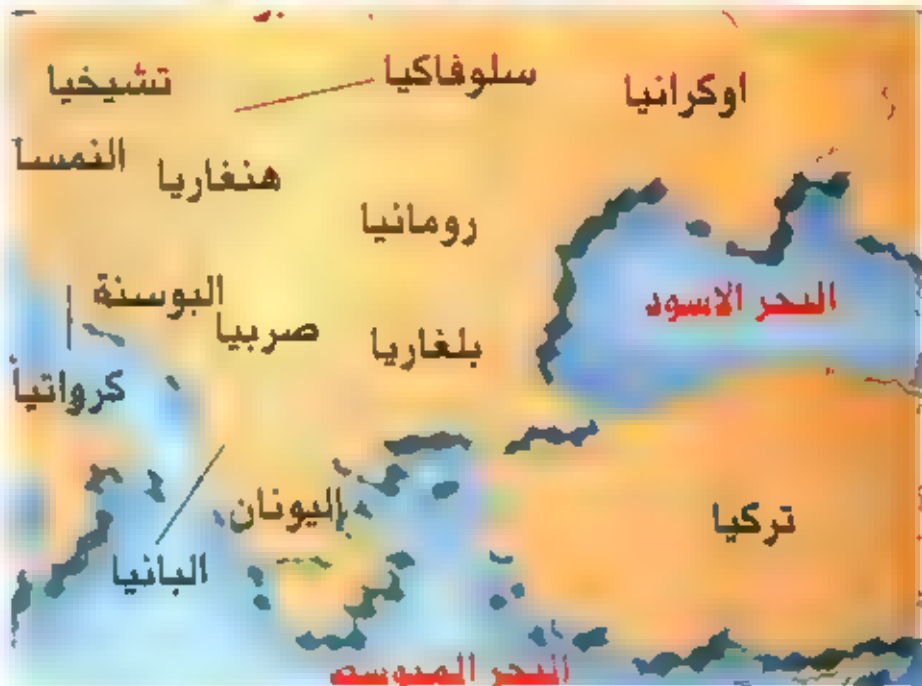 تشيخيا
سلوفاكيا
اوكرانيا
النمسا
هنغاريا
رومانيا
البوسنة
صربيا
بلغاريا
البحر الاسود
كرواتيا
اليونان
تركيا
البانيا
البحر المتوسط